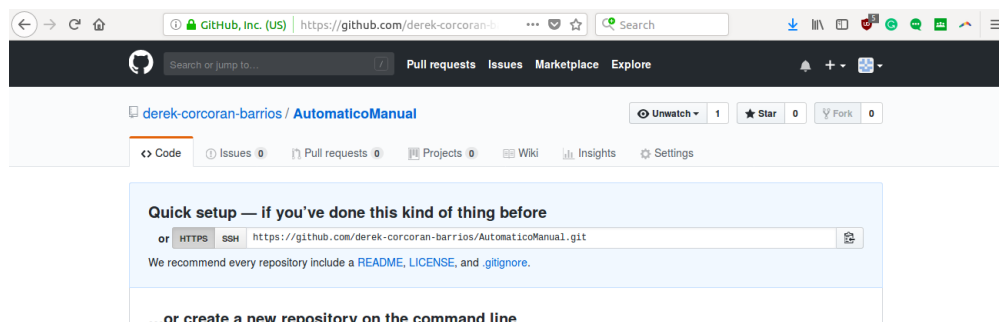 GitHub, Inc. (US) https://github.com/derek-corcoran-b ... Search 5
Search or jump to... / Pull requests Issues Marketplace Explore
derek-corcoran-barrios / AutomaticoManual Unwatch 1 Star 0 Fork 0
<> Code Issues 0 Pull requests 0 Projects 0 Wiki Insights Settings
Quick setup — if you've done this kind of thing before
or HTTPS SSH https://github.com/derek-corcoran-barrios/AutomaticoManual.git
We recommend every repository include a README, LICENSE, and .gitignore.
…or create a new repository on the command line